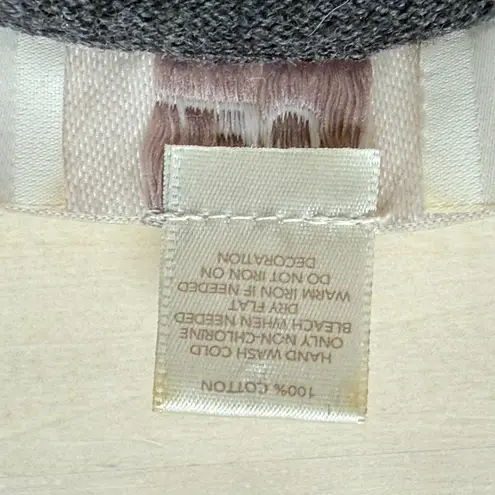 100% COTTON
HAND WASH COLD
ONLY NON-CHLORINE
BLEACH WHEN NEEDED
DRY FLAT
WARM IRON IF NEEDED
DO NOT IRON ON
DECORATION